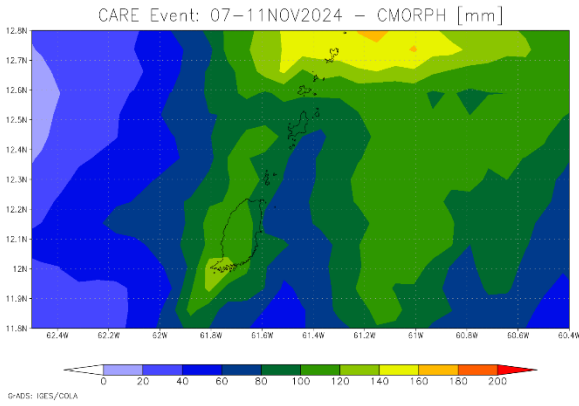 CARE Event: 07-11NOV2024 - CMORPH [mm]
12.8N
12.7N
12.6N
12.5N
12.4N
12.3N
12.2N
12.1N
12N
11.9N
11.8N
62.4W 62.2W 62W 61.8W 61.6W 61.4W 61.2W 61W 60.8W 60.6W 60.4W
0 20 40 60 80 100 120 140 160 180 200
GrADS: IGES/COLA